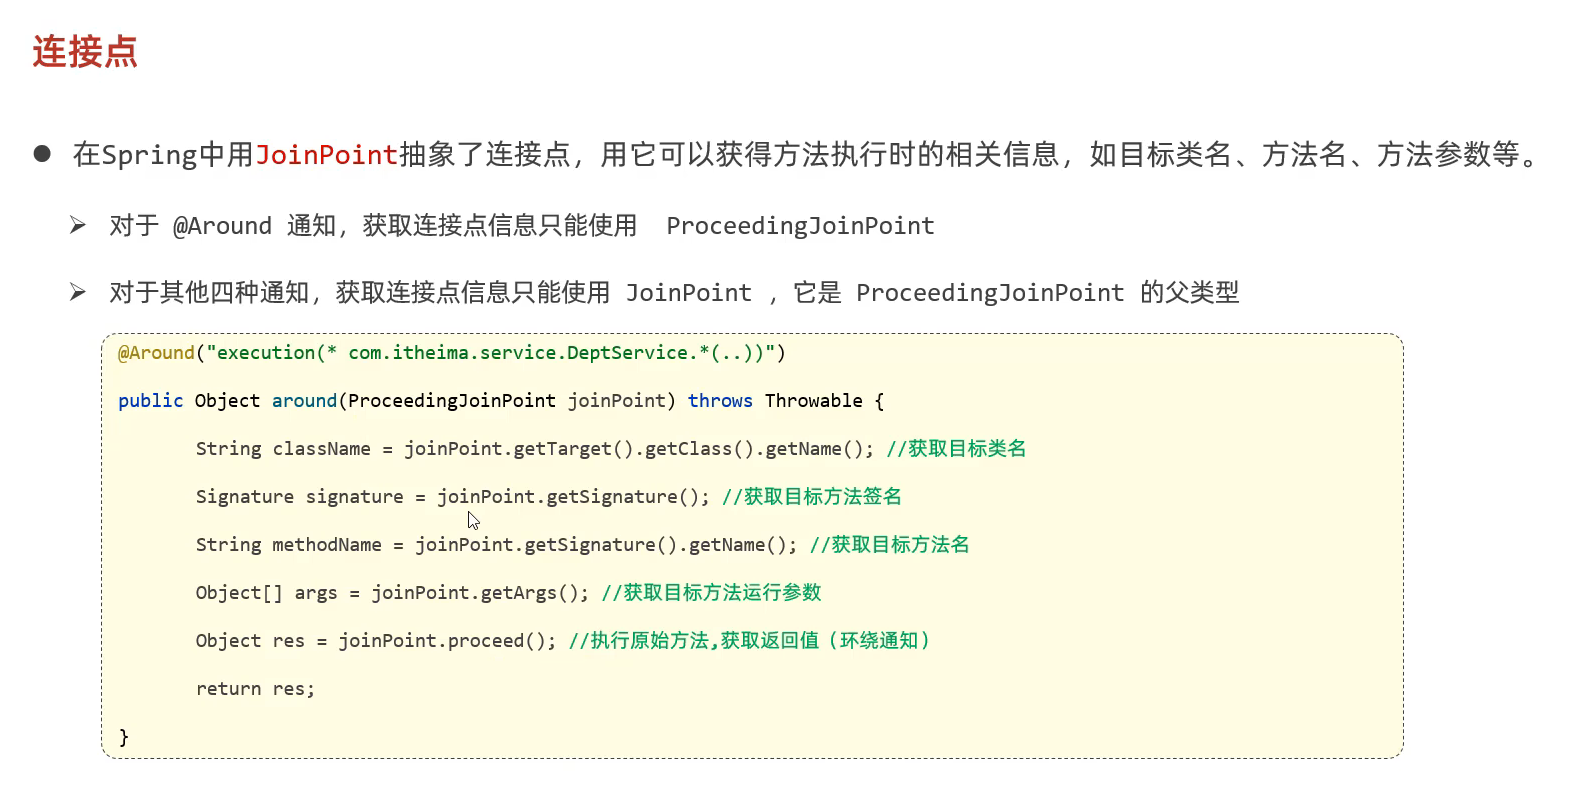 连接点
在Spring中用JoinPoint抽象了连接点，用它可以获得方法执行时的相关信息，如目标类名、方法名、方法参数等。
对于 @Around 通知，获取连接点信息只能使用 ProceedingJoinPoint
对于其他四种通知，获取连接点信息只能使用 JoinPoint ，它是 ProceedingJoinPoint 的父类型
@Around("execution(* com.itheima.service.DeptService.*(..))")
public Object around(ProceedingJoinPoint joinPoint) throws Throwable {
String className = joinPoint.getTarget().getClass().getName(); //获取目标类名
Signature signature = joinPoint.getSignature(); //获取目标方法签名
String methodName = joinPoint.getSignature().getName(); //获取目标方法名
Object[] args = joinPoint.getArgs(); //获取目标方法运行参数
Object res = joinPoint.proceed(); //执行原始方法,获取返回值（环绕通知）
return res;
}